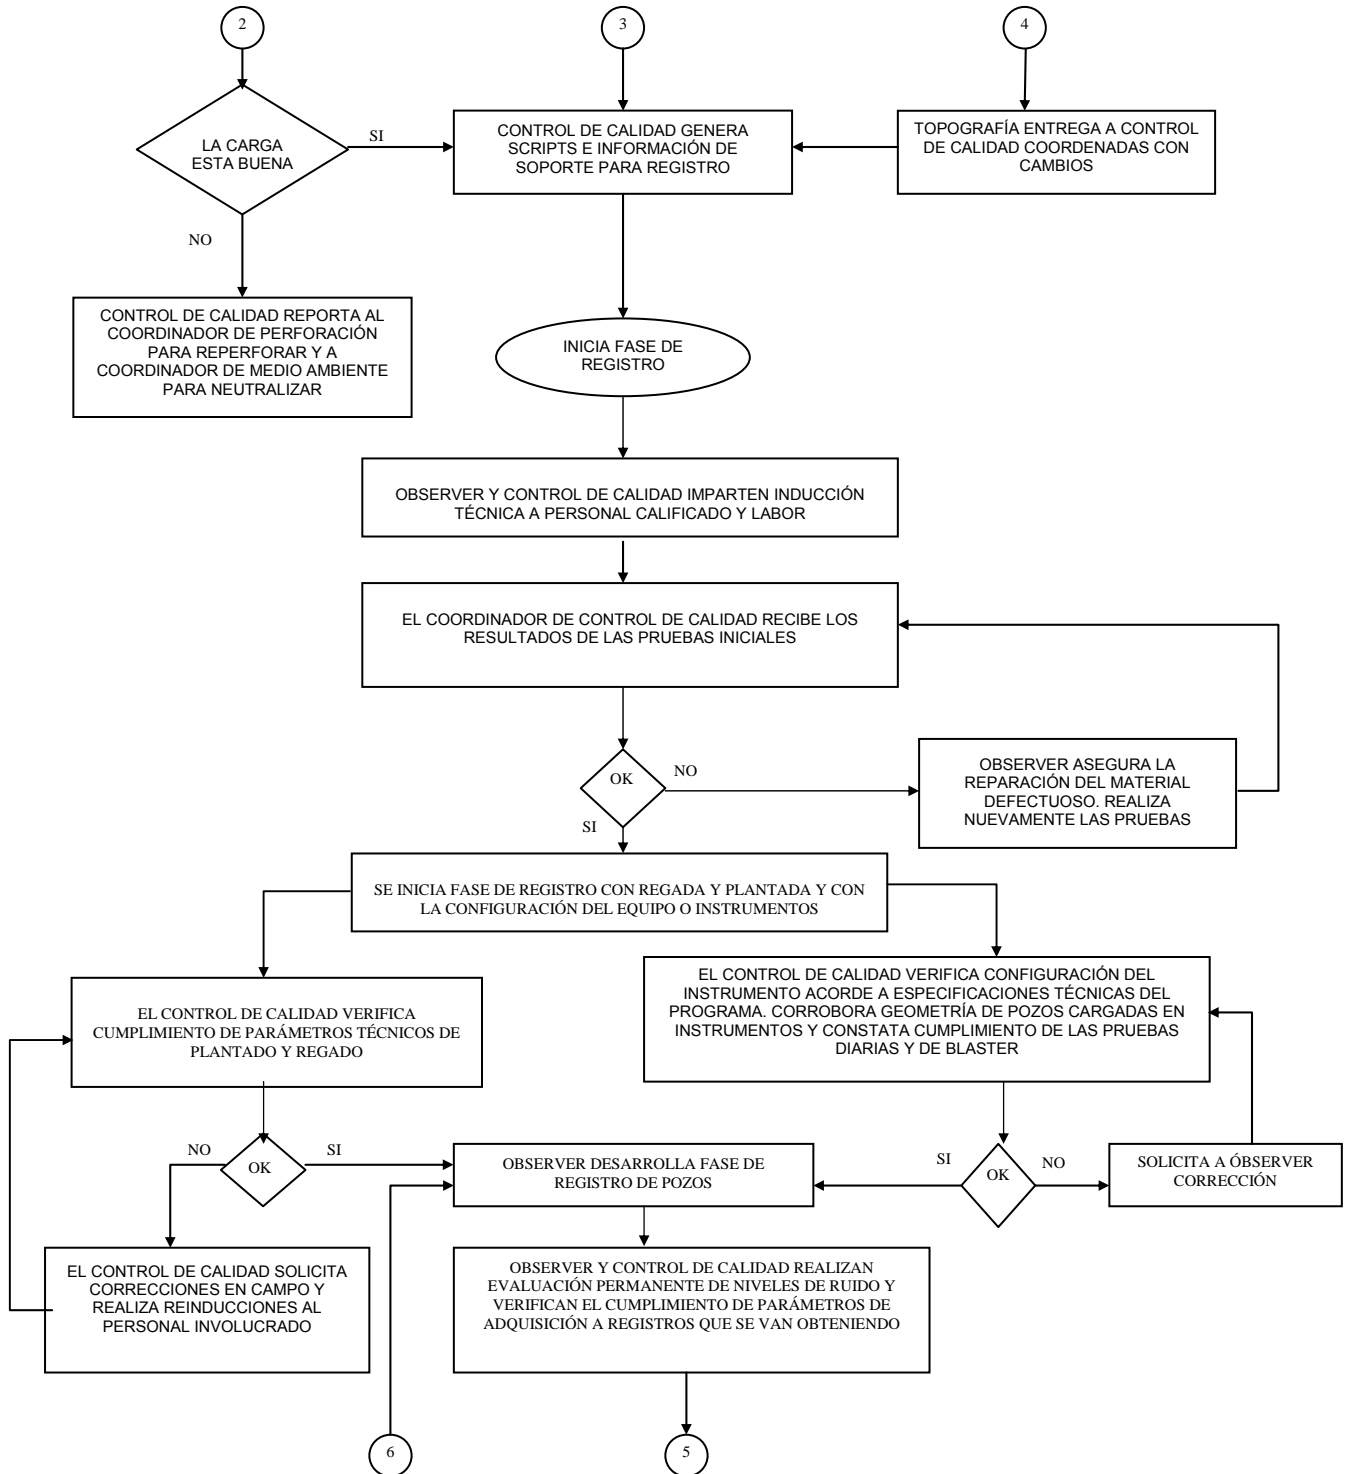 2
3
4
LA CARGA
ESTA BUENA
SI
CONTROL DE CALIDAD GENERA
SCRIPTS E INFORMACIÓN DE
SOPORTE PARA REGISTRO
TOPOGRAFÍA ENTREGA A CONTROL
DE CALIDAD COORDENADAS CON
CAMBIOS
NO
CONTROL DE CALIDAD REPORTA AL
COORDINADOR DE PERFORACIÓN
PARA REPERFORAR Y A
COORDINADOR DE MEDIO AMBIENTE
PARA NEUTRALIZAR
INICIA FASE DE
REGISTRO
OBSERVER Y CONTROL DE CALIDAD IMPARTEN INDUCCIÓN
TÉCNICA A PERSONAL CALIFICADO Y LABOR
EL COORDINADOR DE CONTROL DE CALIDAD RECIBE LOS
RESULTADOS DE LAS PRUEBAS INICIALES
OK
NO
OBSERVER ASEGURA LA
REPARACIÓN DEL MATERIAL
DEFECTUOSO. REALIZA
NUEVAMENTE LAS PRUEBAS
SI
SE INICIA FASE DE REGISTRO CON REGADA Y PLANTADA Y CON
LA CONFIGURACIÓN DEL EQUIPO O INSTRUMENTOS
EL CONTROL DE CALIDAD VERIFICA
CUMPLIMIENTO DE PARÁMETROS TÉCNICOS DE
PLANTADO Y REGADO
EL CONTROL DE CALIDAD VERIFICA CONFIGURACIÓN DEL
INSTRUMENTO ACORDE A ESPECIFICACIONES TÉCNICAS DEL
PROGRAMA. CORROBORA GEOMETRÍA DE POZOS CARGADAS EN
INSTRUMENTOS Y CONSTATA CUMPLIMIENTO DE LAS PRUEBAS
DIARIAS Y DE BLASTER
NO
OK
SI
OBSERVER DESARROLLA FASE DE
REGISTRO DE POZOS
SI
OK
NO
SOLICITA A ÓBSERVER
CORRECCIÓN
EL CONTROL DE CALIDAD SOLICITA
CORRECCIONES EN CAMPO Y
REALIZA REINDUCCIONES AL
PERSONAL INVOLUCRADO
OBSERVER Y CONTROL DE CALIDAD REALIZAN
EVALUACIÓN PERMANENTE DE NIVELES DE RUIDO Y
VERIFICAN EL CUMPLIMIENTO DE PARÁMETROS DE
ADQUISICIÓN A REGISTROS QUE SE VAN OBTENIENDO
6
5